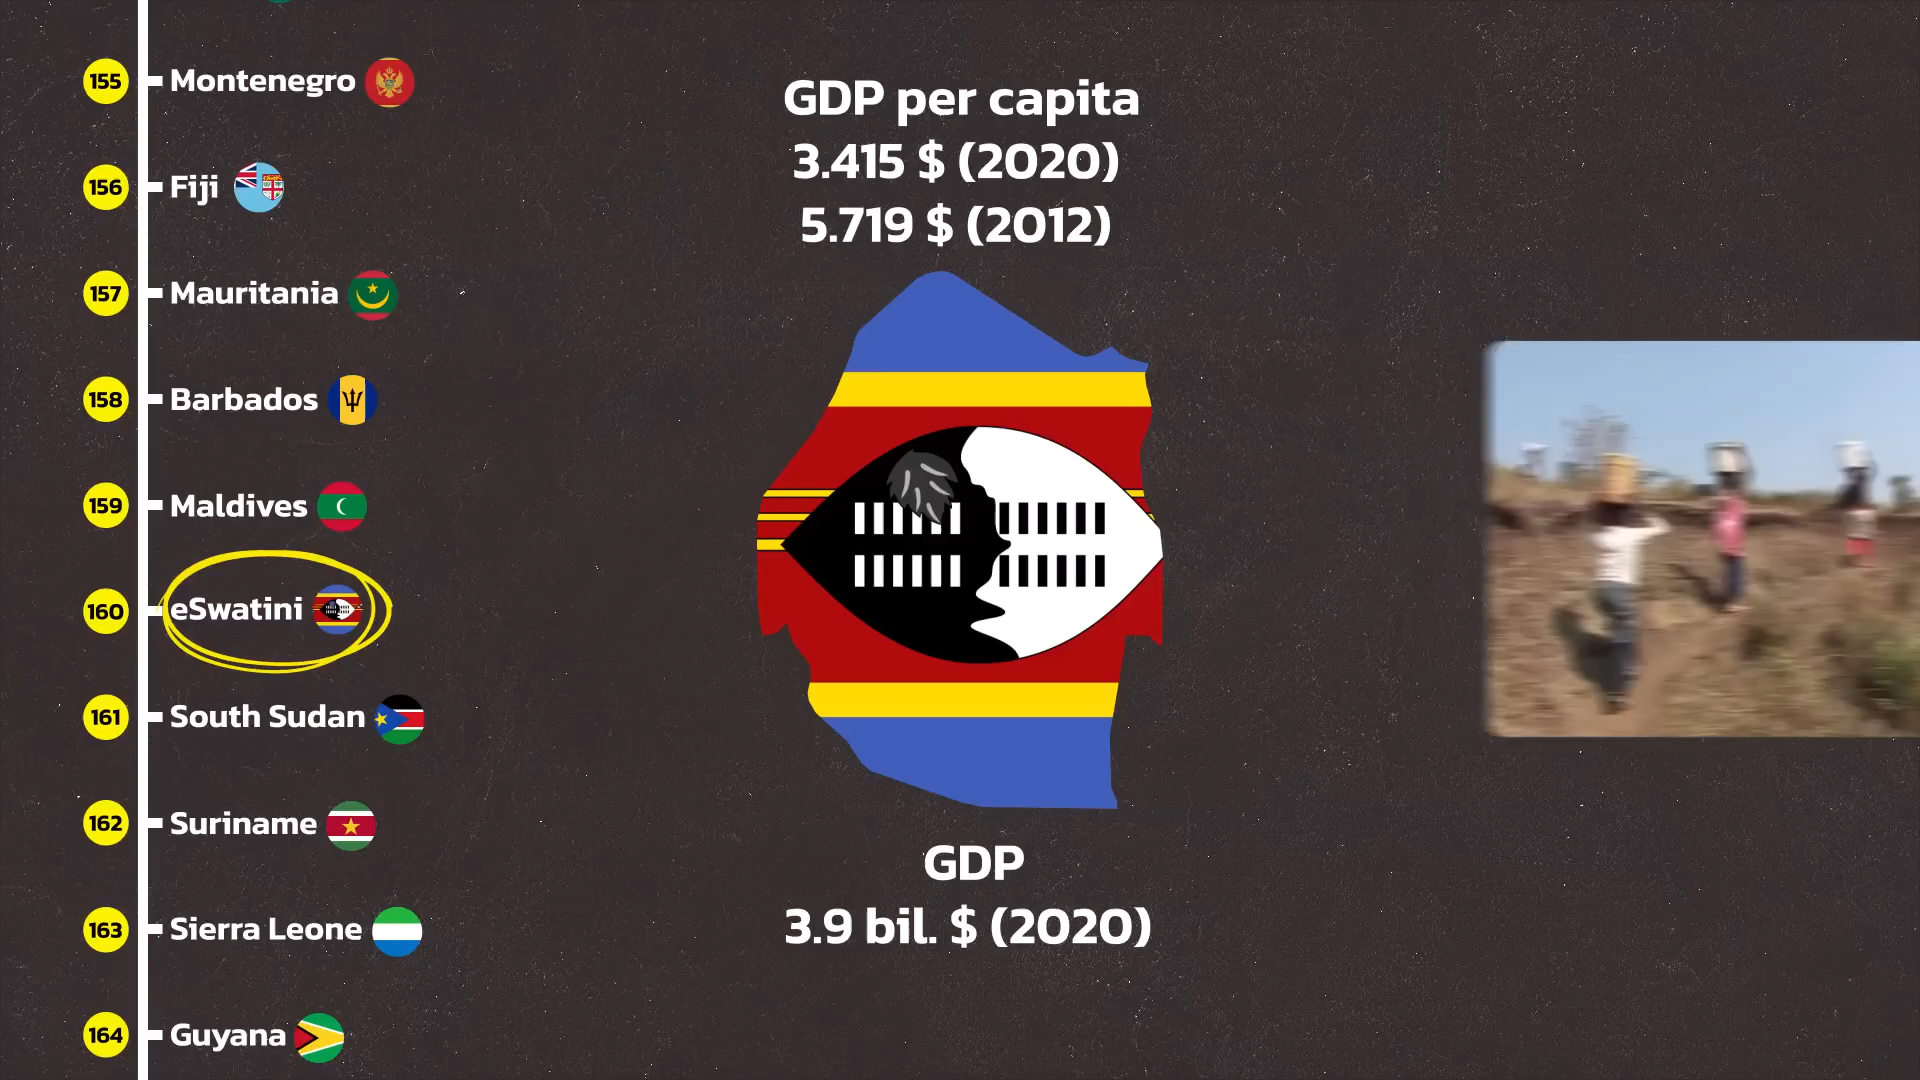 155 Montenegro
156 Fiji
157 Mauritania
158 Barbados
159 Maldives
160 eSwatini
161 South Sudan
162 Suriname
163 Sierra Leone
164 Guyana
GDP per capita
3.415 $ (2020)
5.719 $ (2012)
GDP
3.9 bil. $ (2020)